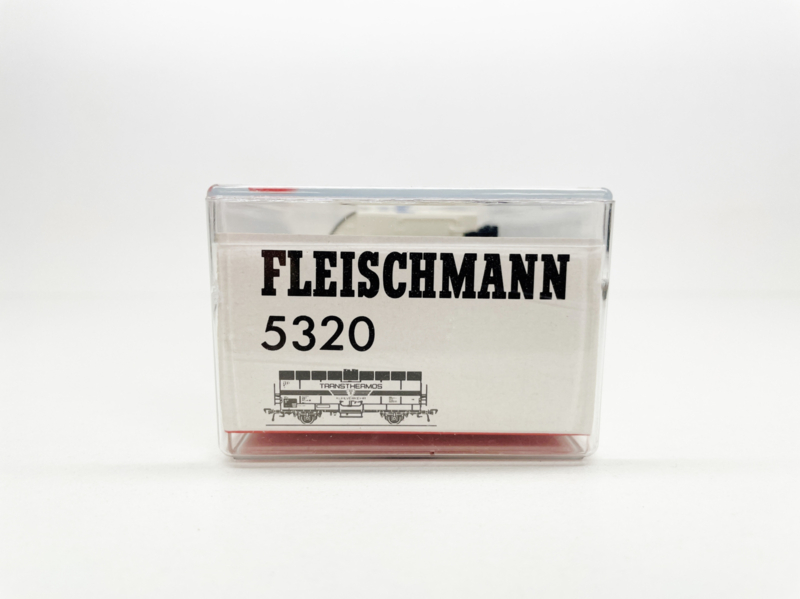 FLEISCHMANN
5320
TRANSTHERMOS